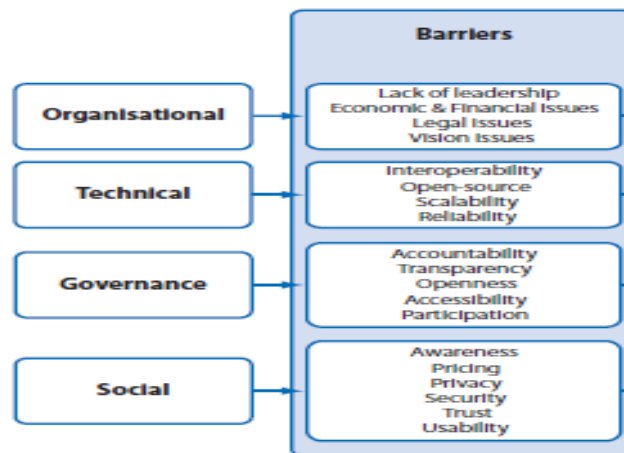 Barriers
Organisational
Lack of leadership
Economic & Financial Issues
Legal Issues
Vision Issues
Technical
Interoperability
Open-source
Scalability
Reliability
Governance
Accountability
Transparency
Openness
Accessibility
Participation
Social
Awareness
Pricing
Privacy
Security
Trust
Usability